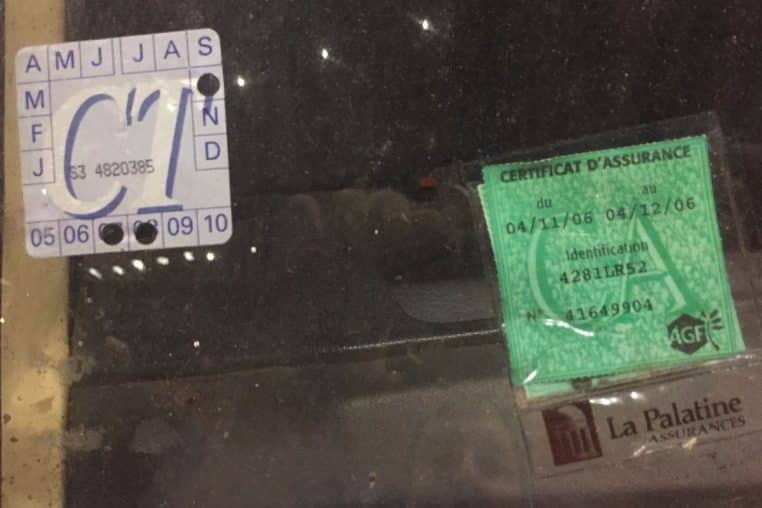 A M J J A S
M
F
J
N
D
CT
S3 4820385
05 06 09 10
CERTIFICAT D'ASSURANCE
du au
04/11/06 04/12/06
Identification
4281LR52
N° 41649904
AGF
La Palatine
ASSURANCES